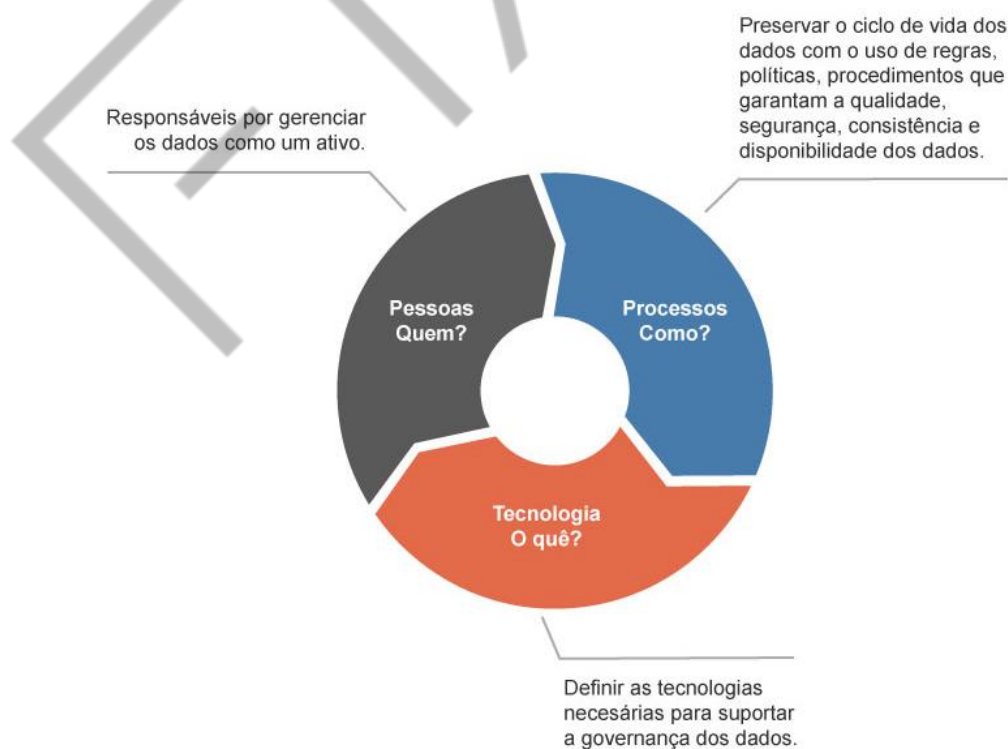 Preservar o ciclo de vida dos
dados com o uso de regras,
políticas, procedimentos que
garantam a qualidade,
segurança, consistência e
disponibilidade dos dados.
Responsáveis por gerenciar
os dados como um ativo.
Pessoas
Quem?
Processos
Como?
Tecnologia
O quê?
Definir as tecnologias
necesárias para suportar
a governança dos dados.